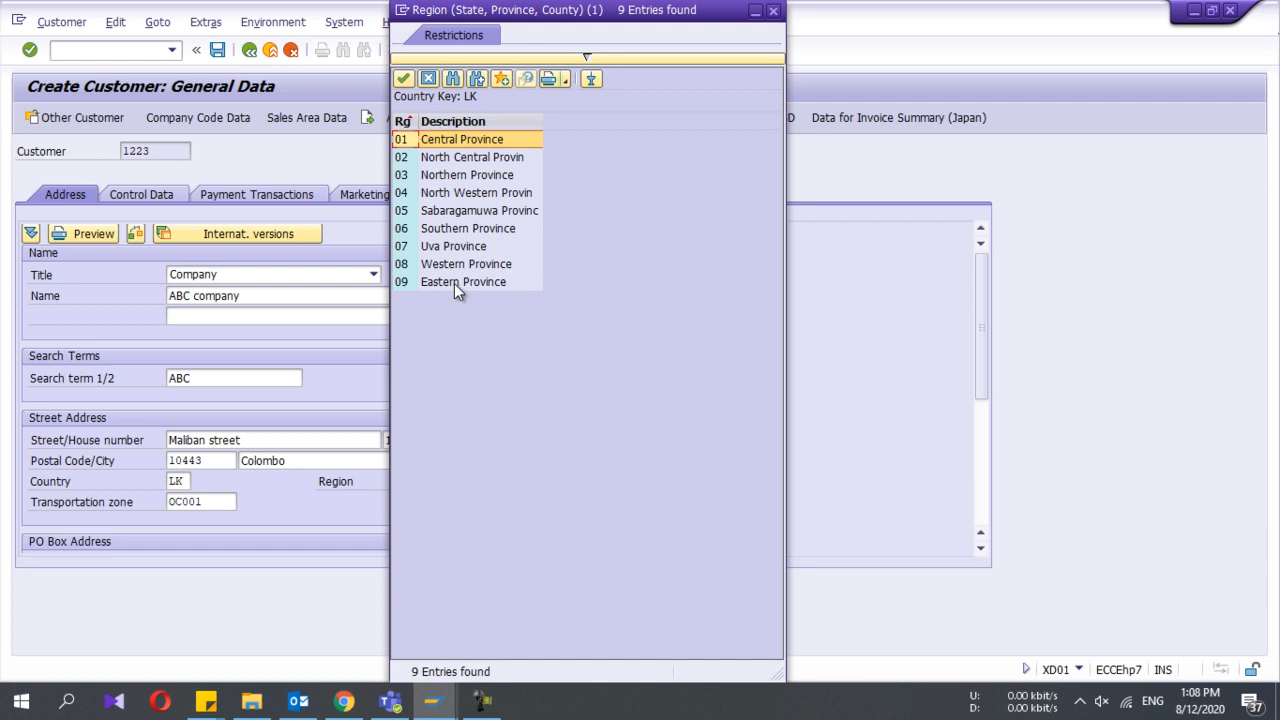 Customer Edit Goto Extras Environment System
Region (State, Province, County) (1) 9 Entries found
Restrictions
Create Customer: General Data
Other Customer Company Code Data Sales Area Data
Data for Invoice Summary (Japan)
Customer 1223
Address Control Data Payment Transactions Marketing
Preview Internat. versions
Name
Title Company
Name ABC company
Search Terms
Search term 1/2 ABC
Street Address
Street/House number Maliban street
Postal Code/City 10443 Colombo
Country LK Region
Transportation zone OC001
PO Box Address
Country Key: LK
Rg Description
01 Central Province
02 North Central Provin
03 Northern Province
04 North Western Provin
05 Sabaragamuwa Provinc
06 Southern Province
07 Uva Province
08 Western Province
09 Eastern Province
9 Entries found
XD01 ECCEhp7 INS
U: 0.00 kbit/s
D: 0.00 kbit/s
ENG
1:08 PM
8/12/2020
37